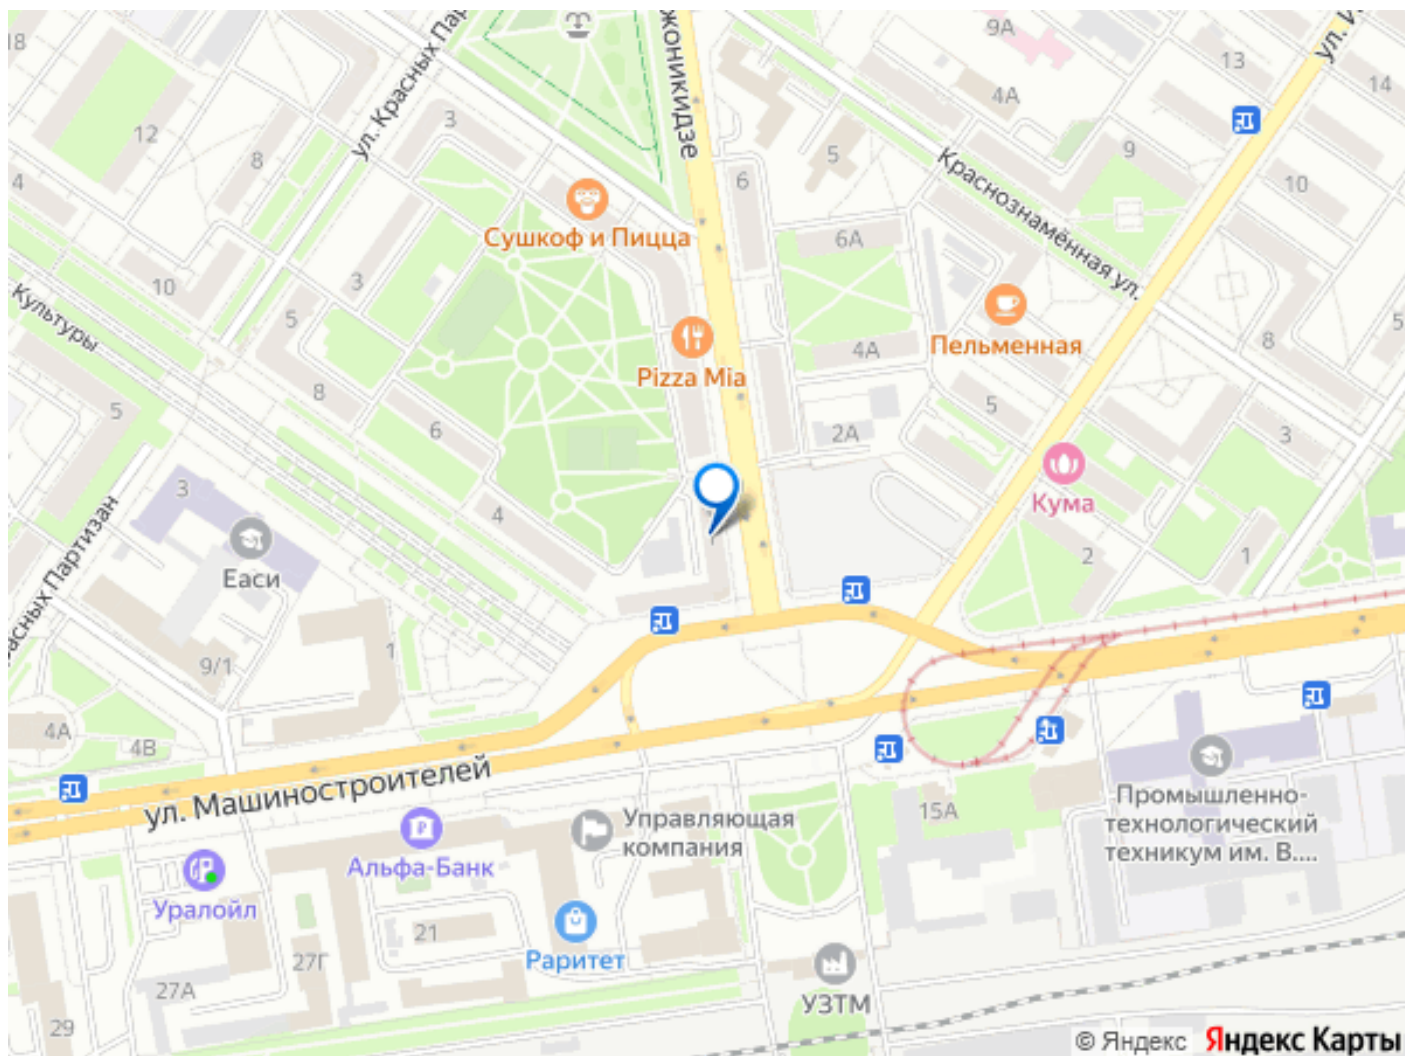 18
12
8
4
ул. Красных Пар
3
жоникидзе
9А
13
ул. И
14
4А
5
9
10
6
Сушкоф и Пицца
6А
Краснознамённая ул.
Культуры
10
3
5
8
Пельменная
4А
8
5
Pizza Mia
5
6
2А
5
3
Кума
3
4
Еаси
2
1
асных Партизан
9/1
1
4А
4В
ул. Машиностроителей
Альфа-Банк
Управляющая
компания
15А
Промышленно-
технологический
техникум им. В....
Уралойл
21
Раритет
27Г
27А
29
УЗТМ
© Яндекс Яндекс Карты